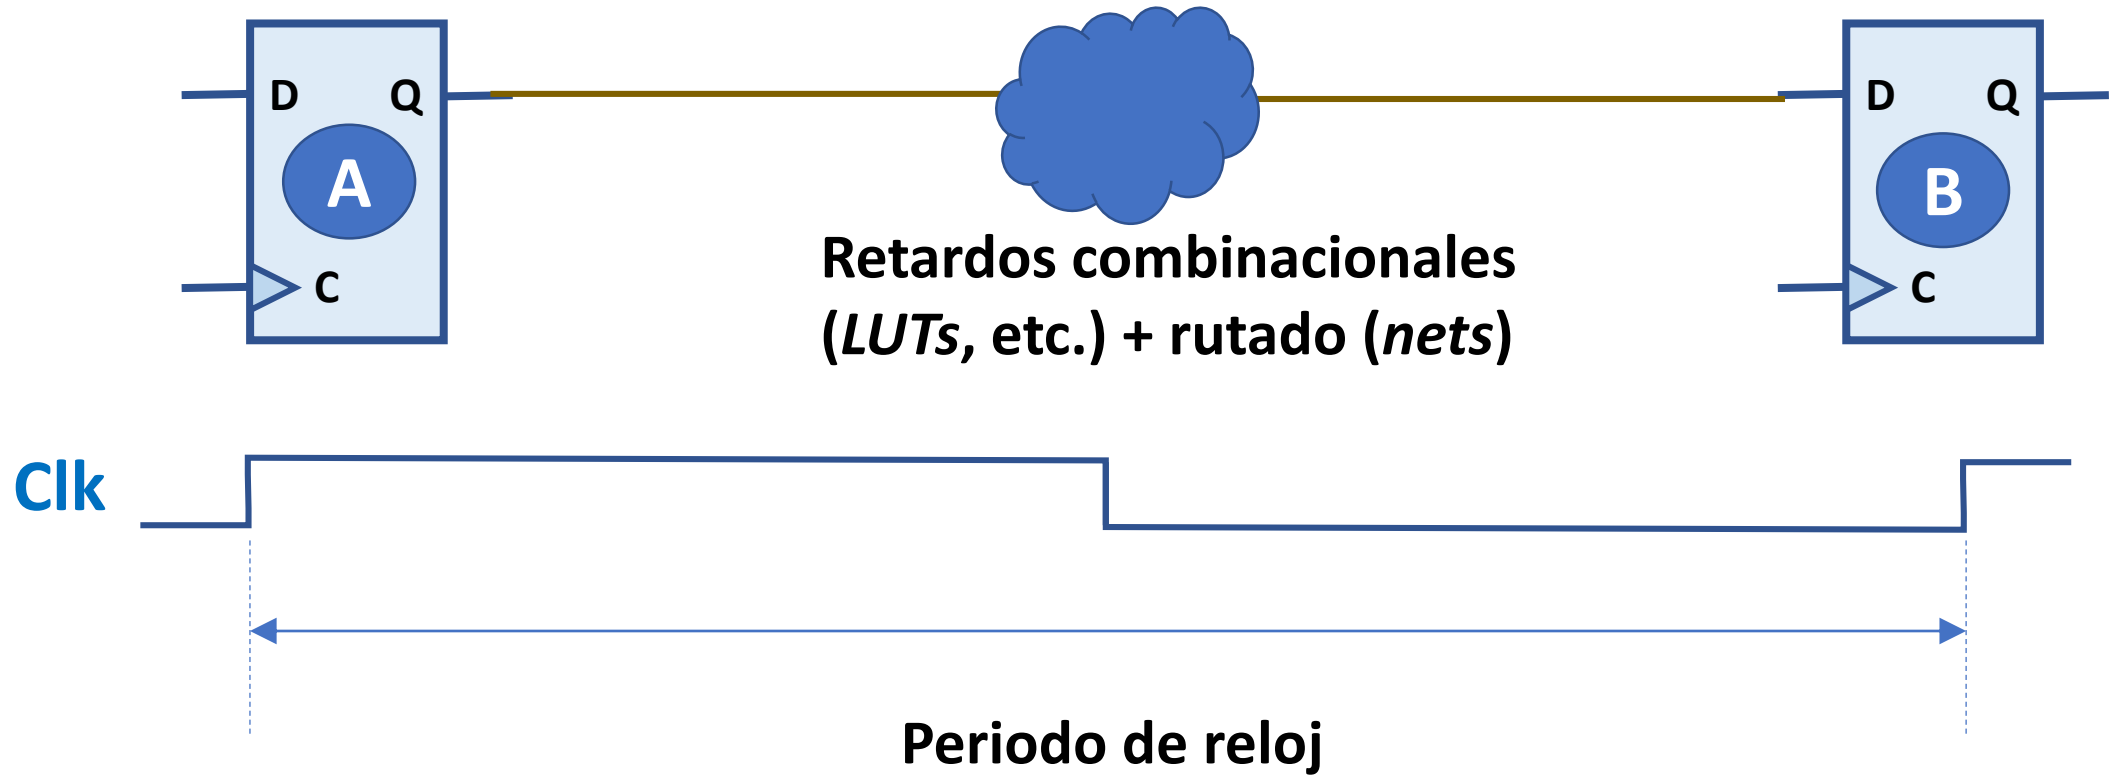 D Q
D Q
A
B
C
C
Retardos combinacionales
(LUTs, etc.) + rutado (nets)
Clk
Periodo de reloj